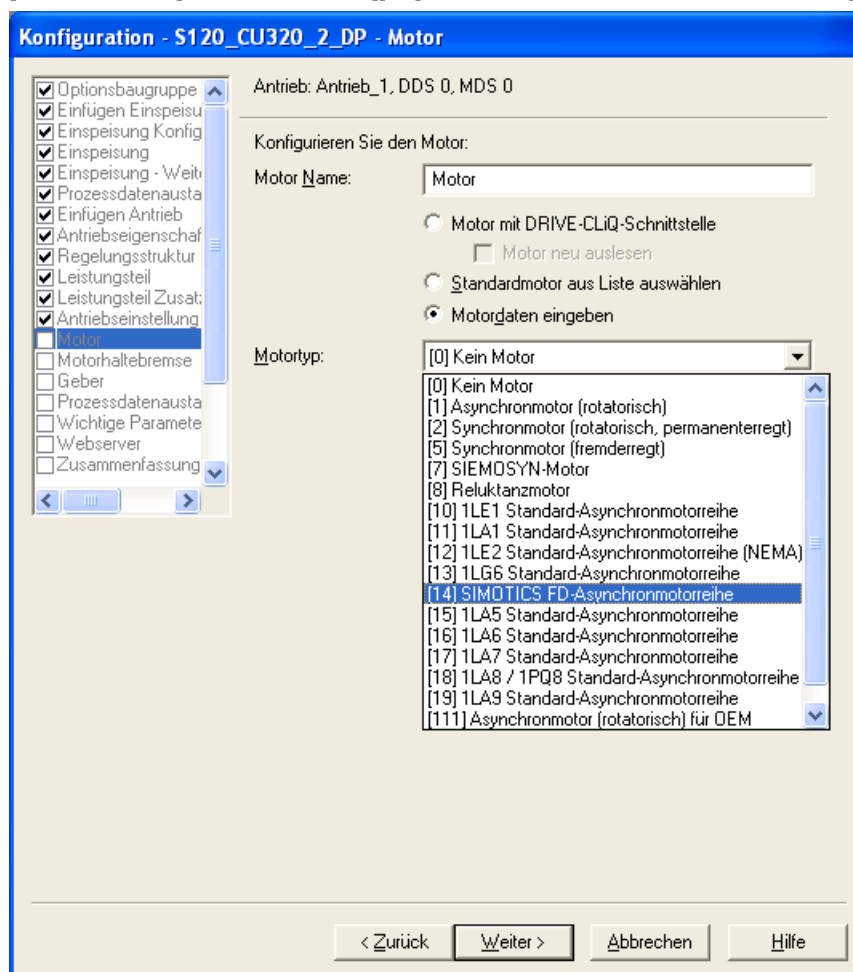 Konfiguration - S120_CU320_2_DP - Motor
Optionsbaugruppe
Einfügen Einspeisu
Einspeisung Konfig
Einspeisung
Einspeisung - Weit
Prozessdatenausta
Einfügen Antrieb
Antriebseigenschaf
Regelungsstruktur
Leistungsteil
Leistungsteil Zusat
Antriebseinstellung
Motor
Motorhaltebremse
Geber
Prozessdatenausta
Wichtige Paramete
Webserver
Zusammenfassung
Antrieb: Antrieb_1, DDS 0, MDS 0
Konfigurieren Sie den Motor:
Motor Name: Motor
Motor mit DRIVE-CLiQ-Schnittstelle
Motor neu auslesen
Standardmotor aus Liste auswählen
Motordaten eingeben
Motortyp: [0] Kein Motor
[0] Kein Motor
[1] Asynchronmotor (rotatorisch)
[2] Synchronmotor (rotatorisch, permanenterregt)
[5] Synchronmotor (fremderregt)
[7] SIEMOSYN-Motor
[8] Reluktanzmotor
[10] 1LE1 Standard-Asynchronmotorreihe
[11] 1LA1 Standard-Asynchronmotorreihe
[12] 1LE2 Standard-Asynchronmotorreihe (NEMA)
[13] 1LG6 Standard-Asynchronmotorreihe
[14] SIMOTICS FD-Asynchronmotorreihe
[15] 1LA5 Standard-Asynchronmotorreihe
[16] 1LA6 Standard-Asynchronmotorreihe
[17] 1LA7 Standard-Asynchronmotorreihe
[18] 1LA8 / 1PQ8 Standard-Asynchronmotorreihe
[19] 1LA9 Standard-Asynchronmotorreihe
[111] Asynchronmotor (rotatorisch) für OEM
< Zurück Weiter > Abbrechen Hilfe